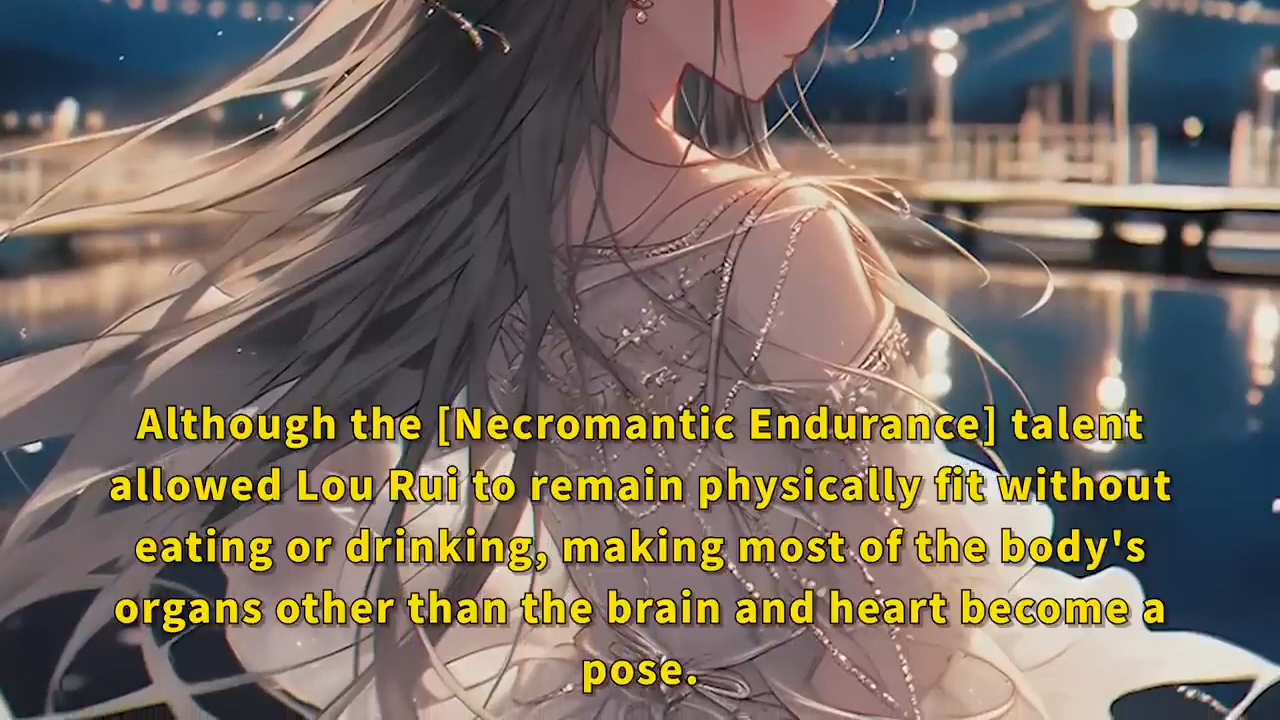 Although the [Necromantic Endurance] talent
allowed Lou Rui to remain physically fit without
eating or drinking, making most of the body's
organs other than the brain and heart become a
pose.